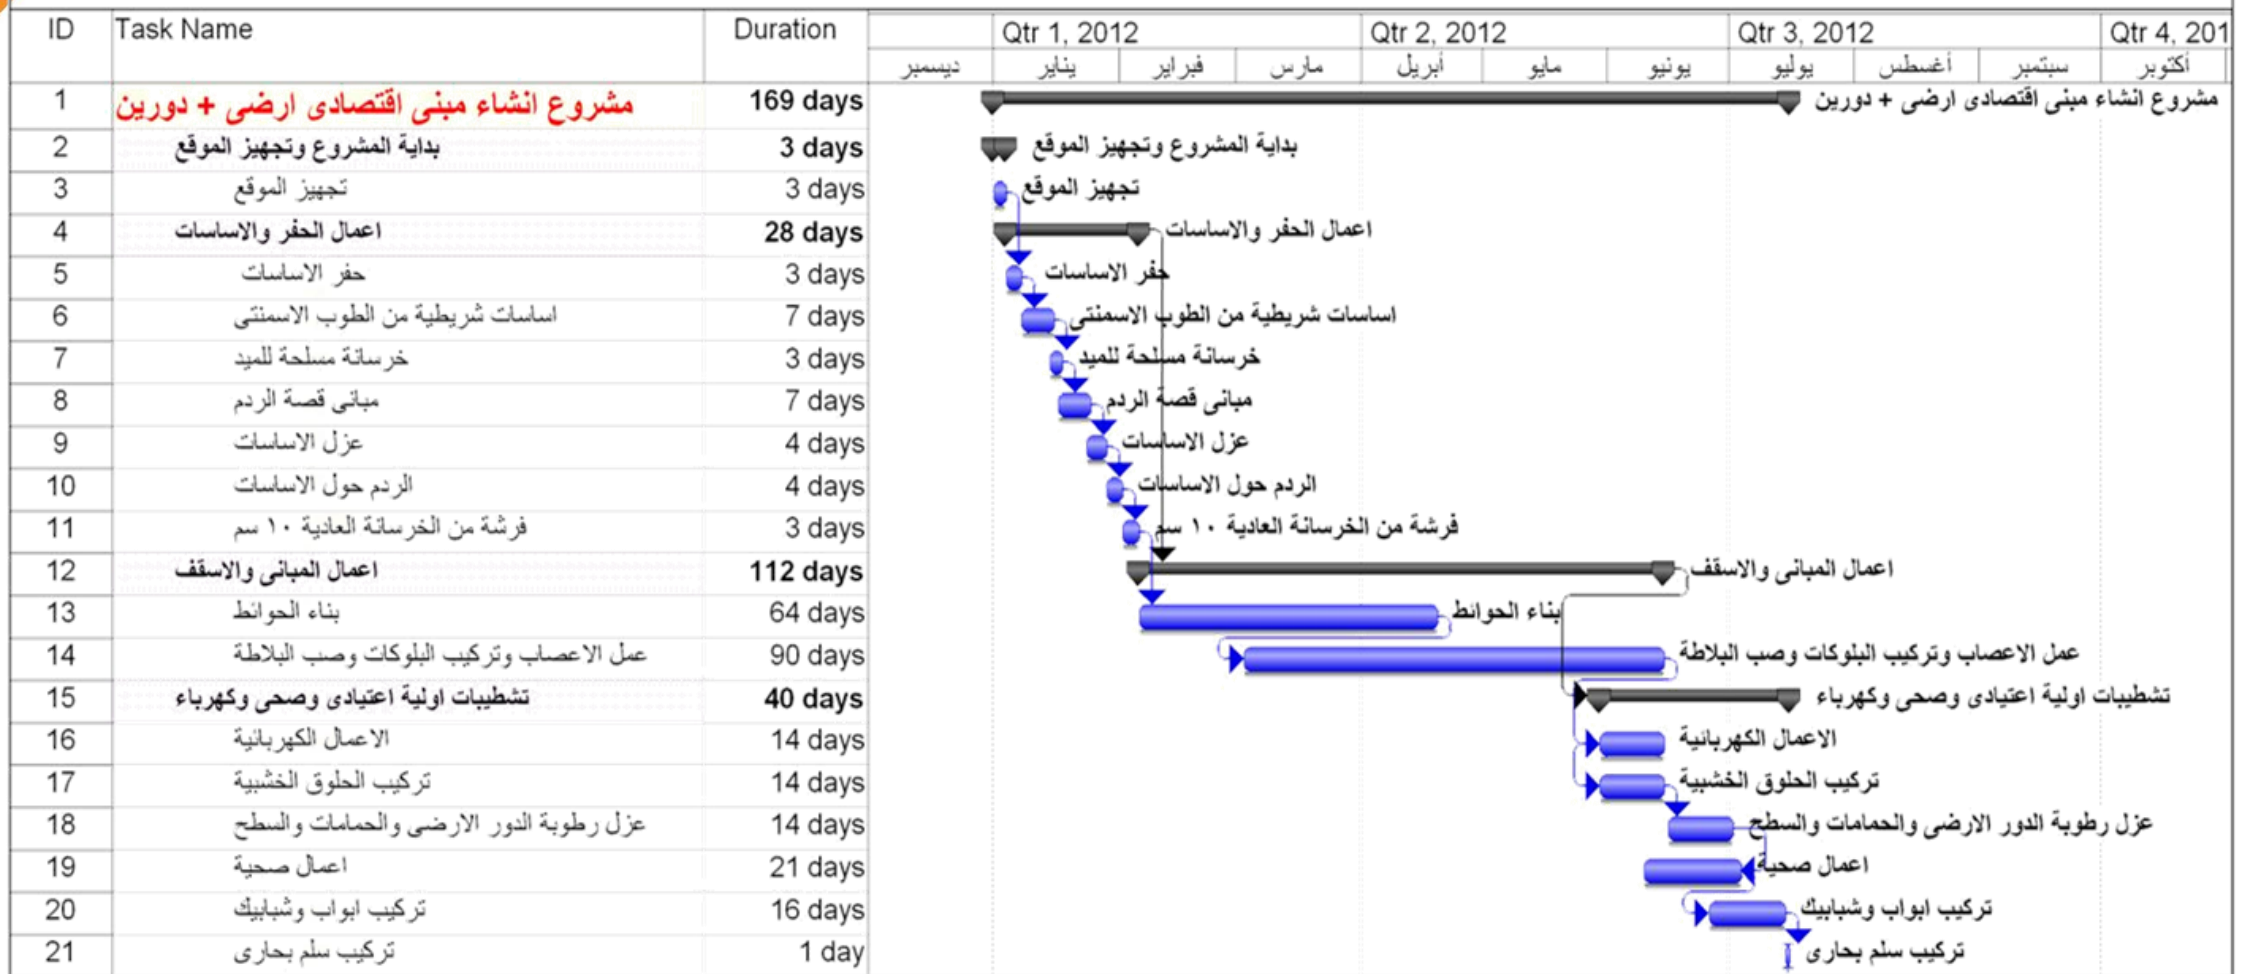 ID Task Name Duration Qtr 1, 2012 Qtr 2, 2012 Qtr 3, 2012 Qtr 4, 201
ديسمبر يناير فبراير مارس أبريل مايو يونيو يوليو أغسطس سبتمبر أكتوبر
1 مشروع انشاء مبنى اقتصادى ارضى + دورين 169 days مشروع انشاء مبنى اقتصادى ارضى + دورين
2 بداية المشروع وتجهيز الموقع 3 days بداية المشروع وتجهيز الموقع
3 تجهيز الموقع 3 days تجهيز الموقع
4 اعمال الحفر والاساسات 28 days اعمال الحفر والاساسات
5 حفر الاساسات 3 days حفر الاساسات
6 اساسات شريطية من الطوب الاسمنتى 7 days اساسات شريطية من الطوب الاسمنتى
7 خرسانة مسلحة للميد 3 days خرسانة مسلحة للميد
8 مبانى قصة الردم 7 days مبانى قصة الردم
9 عزل الاساسات 4 days عزل الاساسات
10 الردم حول الاساسات 4 days الردم حول الاساسات
11 فرشة من الخرسانة العادية ١٠ سم 3 days فرشة من الخرسانة العادية ١٠ سم
12 اعمال المبانى والاسقف 112 days اعمال المبانى والاسقف
13 بناء الحوائط 64 days بناء الحوائط
14 عمل الاعصاب وتركيب البلوكات وصب البلاطة 90 days عمل الاعصاب وتركيب البلوكات وصب البلاطة
15 تشطيبات اولية اعتيادى وصحى وكهرباء 40 days تشطيبات اولية اعتيادى وصحى وكهرباء
16 الاعمال الكهربائية 14 days الاعمال الكهربائية
17 تركيب الحلوق الخشبية 14 days تركيب الحلوق الخشبية
18 عزل رطوبة الدور الارضى والحمامات والسطح 14 days عزل رطوبة الدور الارضى والحمامات والسطح
19 اعمال صحية 21 days اعمال صحية
20 تركيب ابواب وشبابيك 16 days تركيب ابواب وشبابيك
21 تركيب سلم بحارى 1 day تركيب سلم بحارى